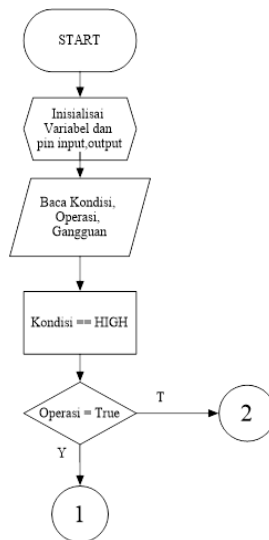 START
Inisialisai
Variabel dan
pin input,output
Baca Kondisi,
Operasi,
Gangguan
Kondisi == HIGH
Operasi = True
T
2
Y
1